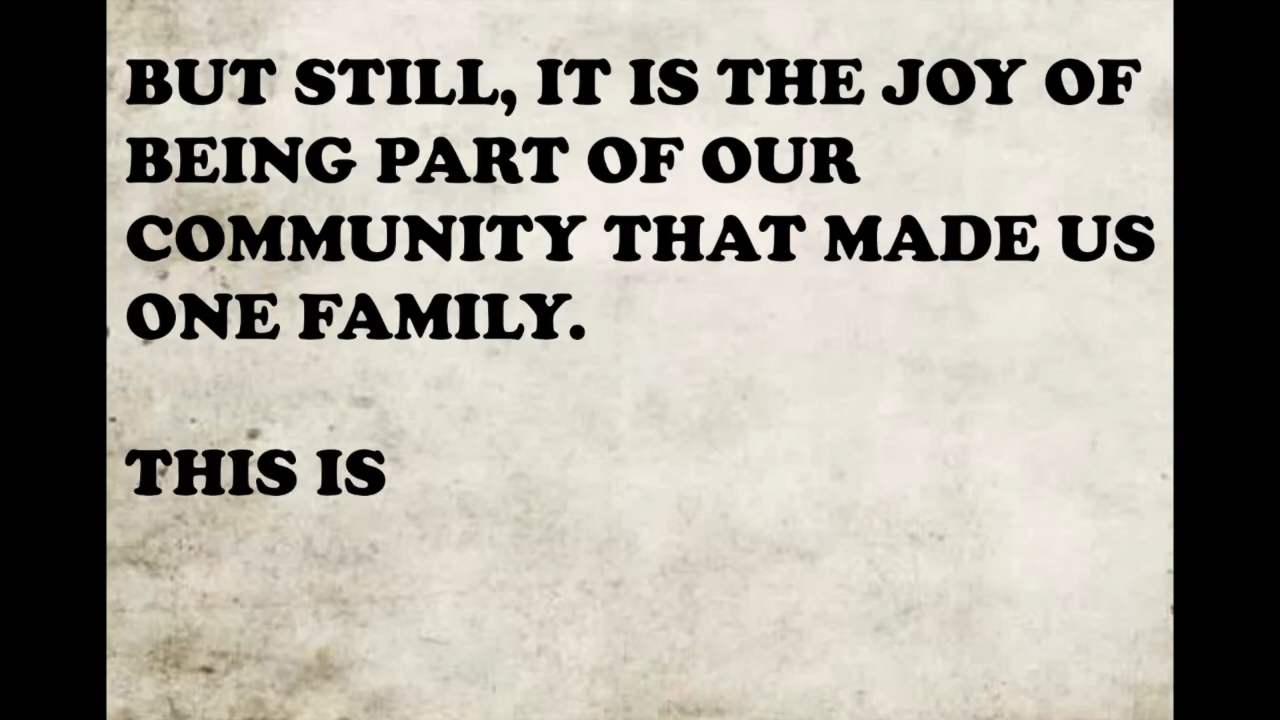 BUT STILL, IT IS THE JOY OF
BEING PART OF OUR
COMMUNITY THAT MADE US
ONE FAMILY.
THIS IS